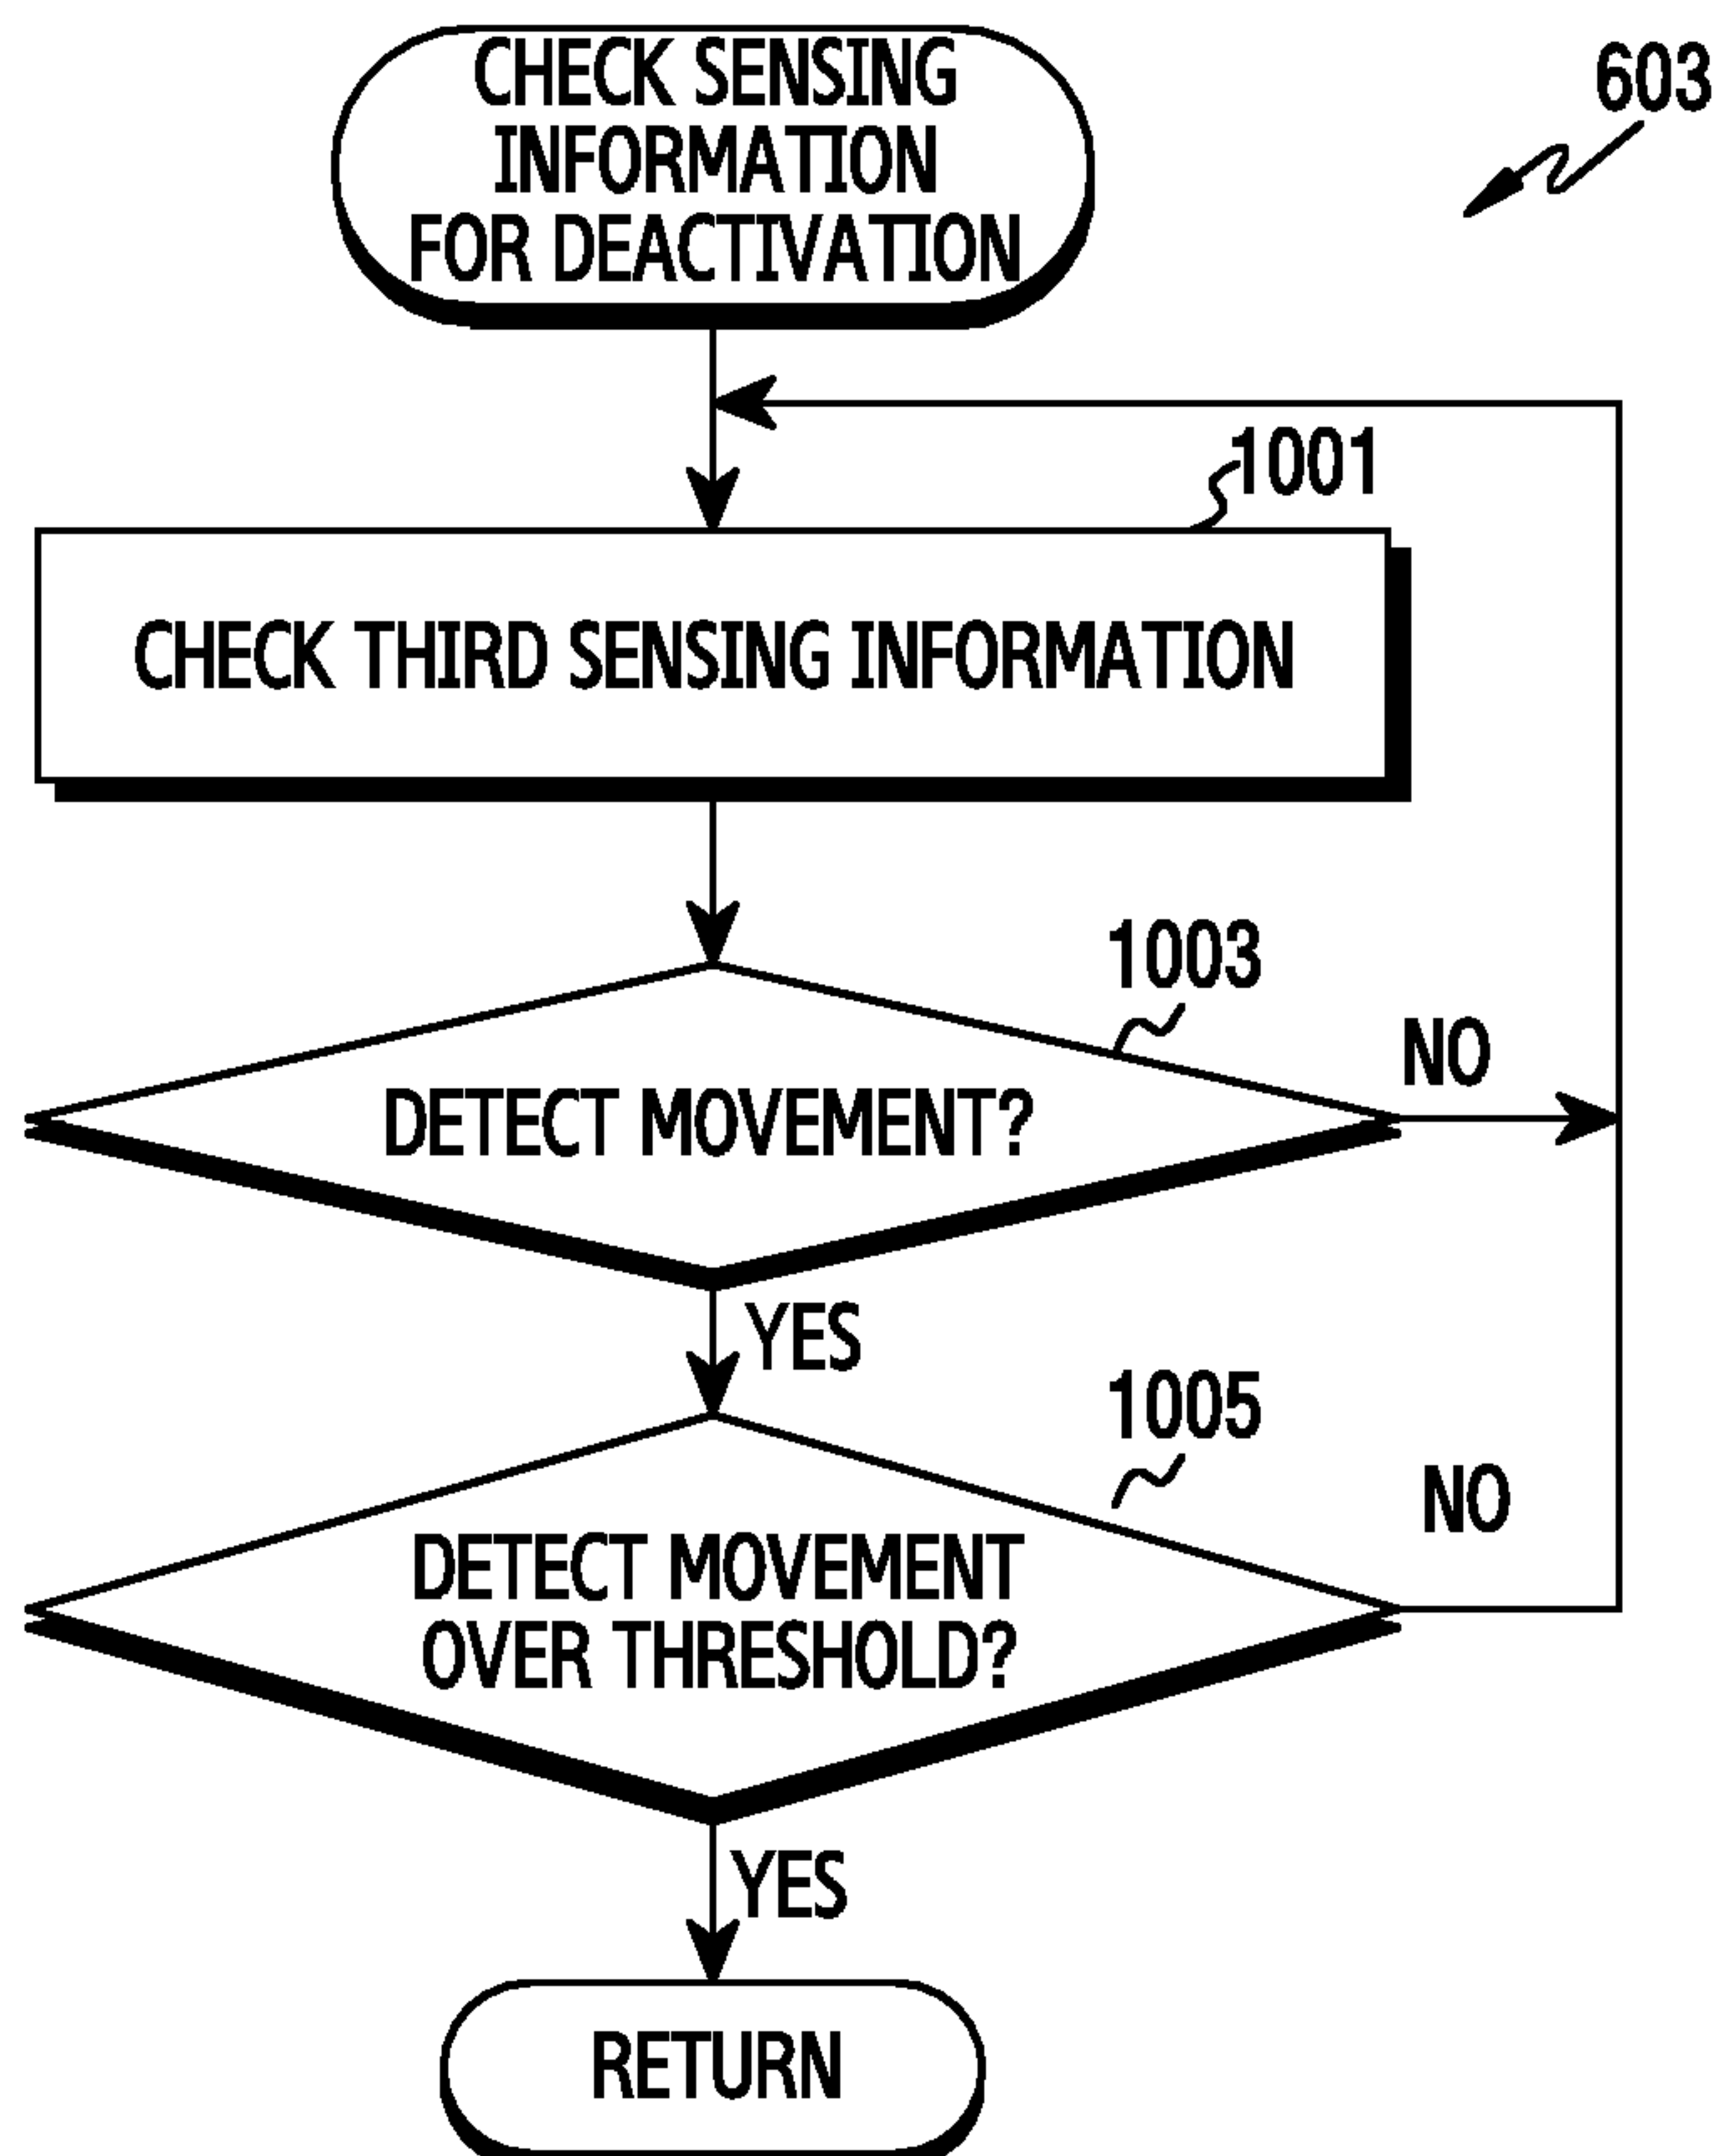 CHECK SENSING
INFORMATION
FOR DEACTIVATION
603
1001
CHECK THIRD SENSING INFORMATION
1003
DETECT MOVEMENT?
NO
YES
1005
DETECT MOVEMENT
OVER THRESHOLD?
NO
YES
RETURN